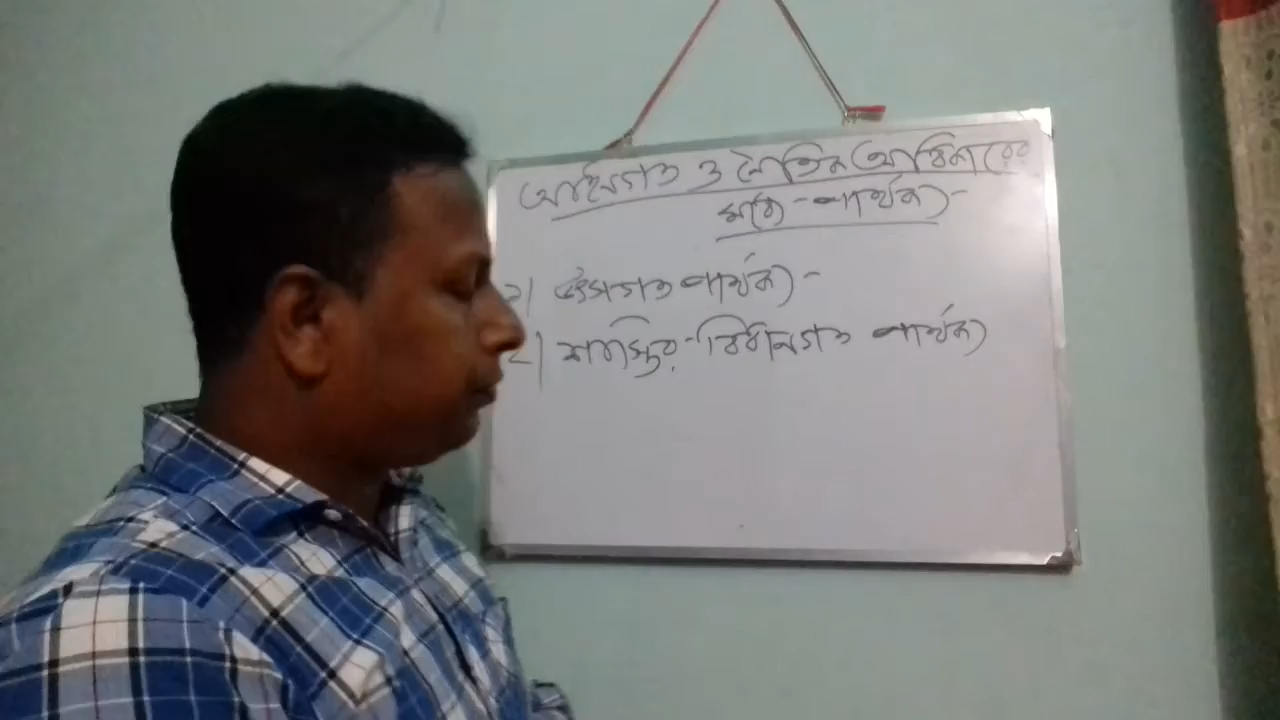 আইনগত ও নৈতিক অধিকারের
মধ্যে - পার্থক্য -
১। উৎসগত পার্থক্য -
২। শাস্তির - বিধানগত পার্থক্য